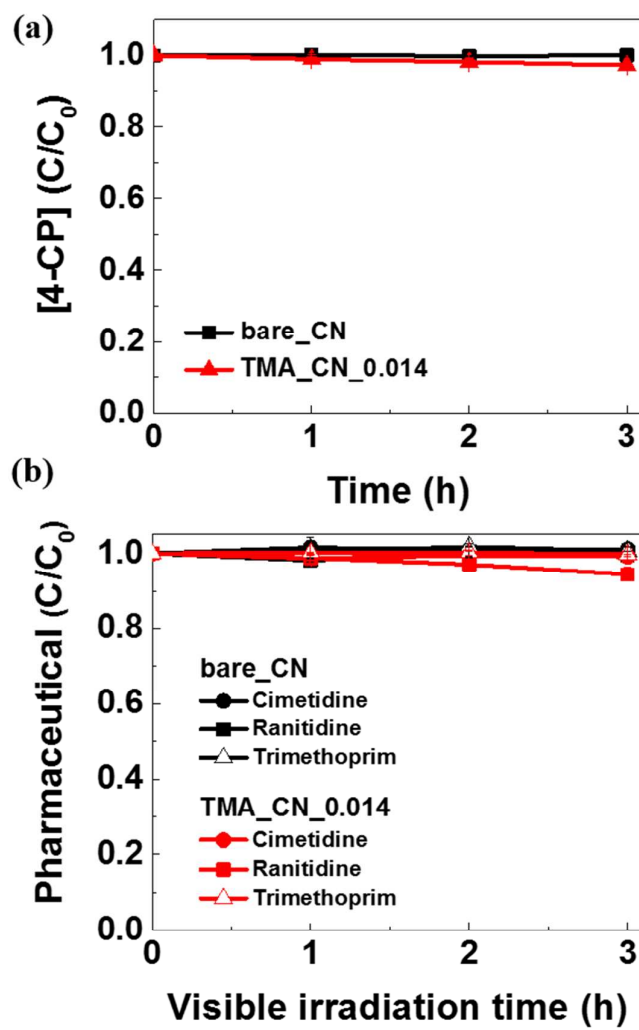 (a)
[4-CP] (C/C₀)
1.0
0.8
0.6
0.4
0.2
0.0
bare_CN
TMA_CN_0.014
0 1 2 3
Time (h)
(b)
Pharmaceutical (C/C₀)
1.0
0.8
0.6
0.4
0.2
0.0
bare_CN
Cimetidine
Ranitidine
Trimethoprim
TMA_CN_0.014
Cimetidine
Ranitidine
Trimethoprim
0 1 2 3
Visible irradiation time (h)